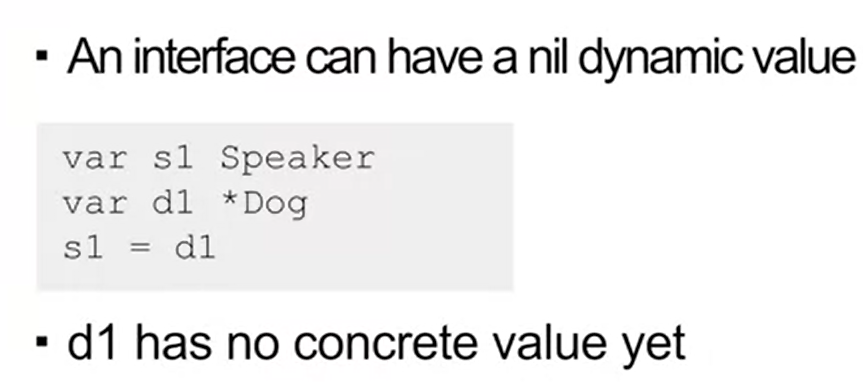 ▪ An interface can have a nil dynamic value
var s1 Speaker
var d1 *Dog
s1 = d1
▪ d1 has no concrete value yet